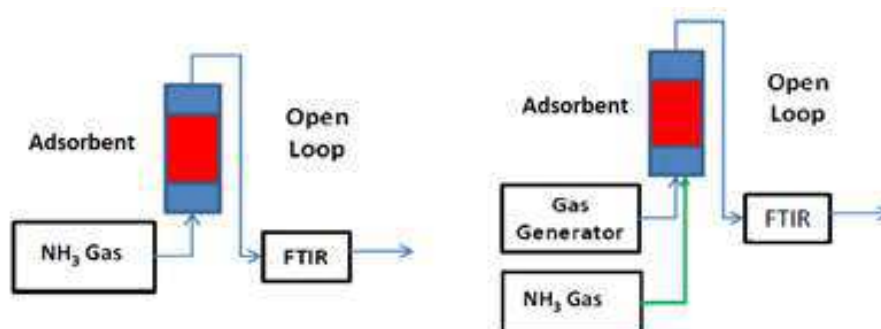 Adsorbent
Open
Loop
NH₃ Gas
FTIR
Adsorbent
Open
Loop
Gas
Generator
FTIR
NH₃ Gas